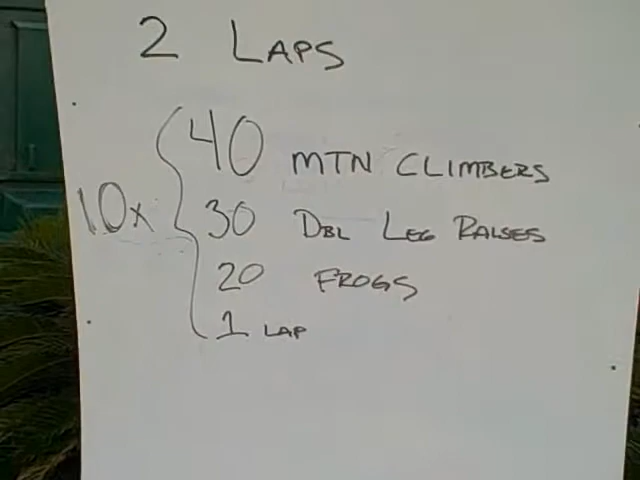 2 LAPS
40 MTN CLIMBERS
10x
30 DBL LEG RAISES
20 FROGS
1 LAP